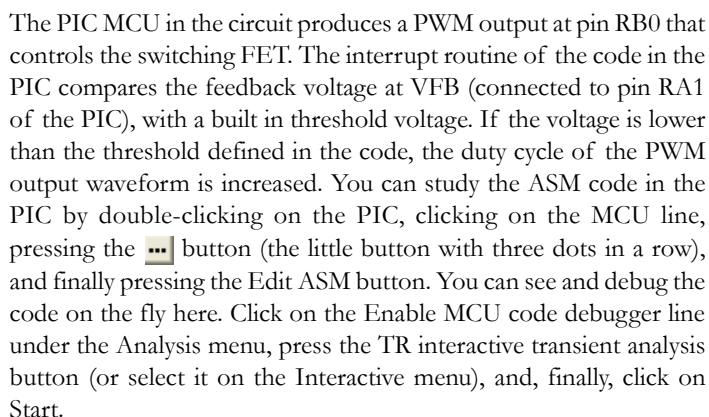 The PIC MCU in the circuit produces a PWM output at pin RB0 that
controls the switching FET. The interrupt routine of the code in the
PIC compares the feedback voltage at VFB (connected to pin RA1
of the PIC), with a built in threshold voltage. If the voltage is lower
than the threshold defined in the code, the duty cycle of the PWM
output waveform is increased. You can study the ASM code in the
PIC by double-clicking on the PIC, clicking on the MCU line,
pressing the ... button (the little button with three dots in a row),
and finally pressing the Edit ASM button. You can see and debug the
code on the fly here. Click on the Enable MCU code debugger line
under the Analysis menu, press the TR interactive transient analysis
button (or select it on the Interactive menu), and, finally, click on
Start.